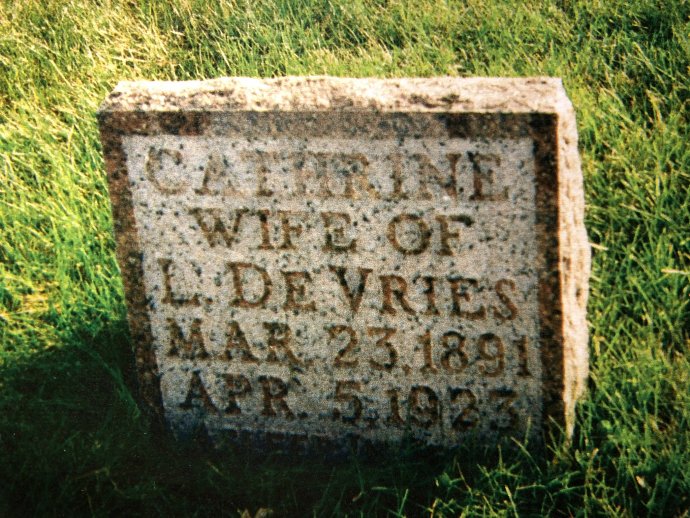 CATHRINE
WIFE OF
L. DE VRIES
MAR. 23, 1891
APR. 5, 1923